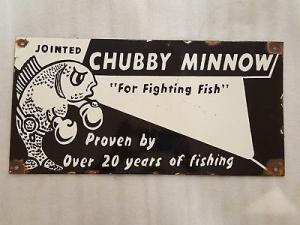 JOINTED
CHUBBY MINNOW
"For Fighting Fish"
Proven by
Over 20 years of fishing